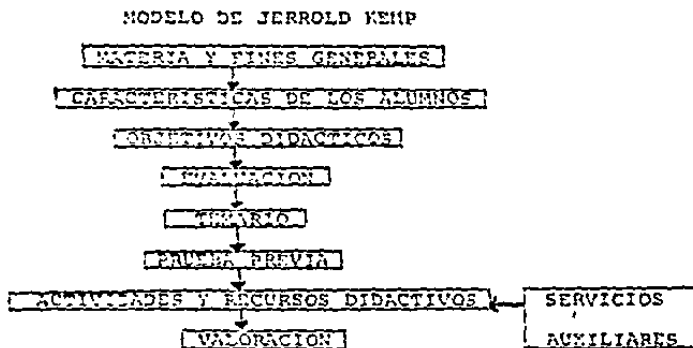 MODELO DE JERROLD KEMP
MATERIA Y FINES GENERALES
CARACTERISTICAS DE LOS ALUMNOS
OBJETIVOS DIDACTICOS
EVALUACION
TEMARIO
PRUEBA PREVIA
ACTIVIDADES Y RECURSOS DIDACTIVOS
SERVICIOS
AUXILIARES
VALORACION